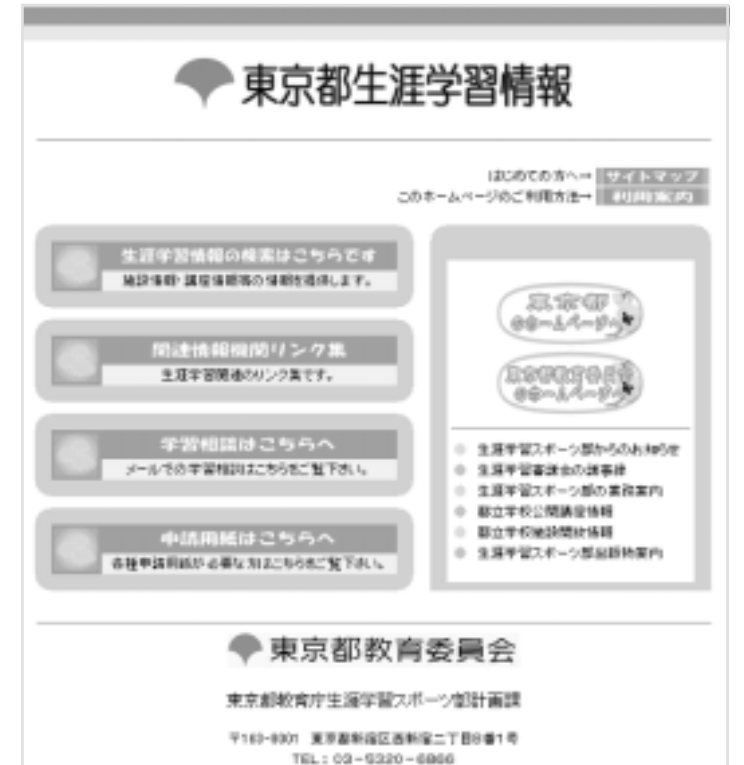 東京都生涯学習情報
はじめての方へ→ サイトマップ
このホームページのご利用方法→ 利用案内
生涯学習情報の検索はこちらです
施設情報・講座情報等の情報を提供します。
関連情報機関リンク集
生涯学習関連のリンク集です。
学習相談はこちらへ
メールでの学習相談はこちらをご覧下さい。
申請用紙はこちらへ
各種申請用紙が必要な方はこちらをご覧下さい。
東京都
のホームページへ
東京都教育委員会
のホームページへ
生涯学習スポーツ部からのお知らせ
生涯学習審議会の議事録
生涯学習スポーツ部の業務案内
都立学校公開講座情報
都立学校施設開放情報
生涯学習スポーツ部出版物案内
東京都教育委員会
東京都教育庁生涯学習スポーツ部計画課
〒163-8001 東京都新宿区西新宿二丁目8番1号
TEL：03-5320-6866